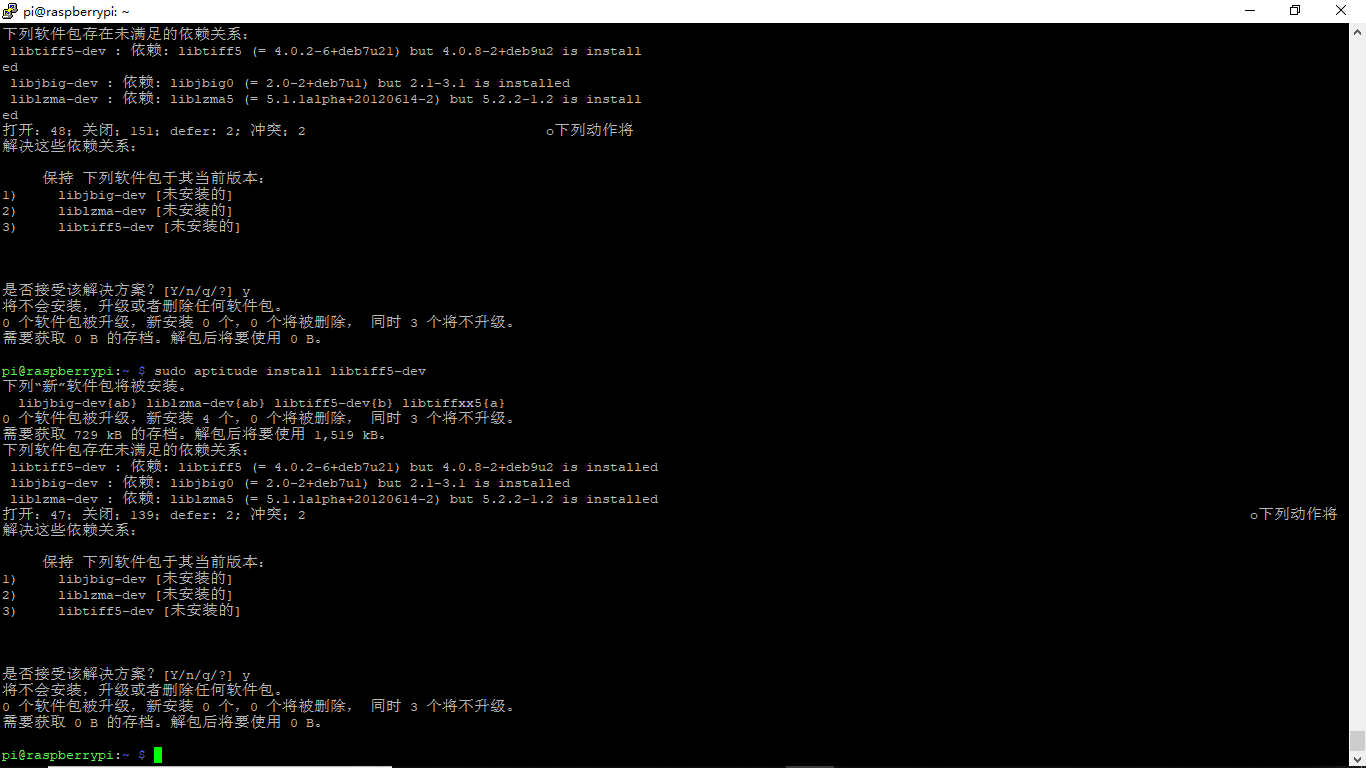 pi@raspberrypi: ~
下列软件包存在未满足的依赖关系:
libtiff5-dev : 依赖: libtiff5 (= 4.0.2-6+deb7u21) but 4.0.8-2+deb9u2 is install
ed
libjbig-dev : 依赖: libjbig0 (= 2.0-2+deb7u1) but 2.1-3.1 is installed
liblzma-dev : 依赖: liblzma5 (= 5.1.1alpha+20120614-2) but 5.2.2-1.2 is install
ed
打开: 48; 关闭; 151; defer: 2; 冲突; 2 o下列动作将
解决这些依赖关系:
保持 下列软件包于其当前版本:
1) libjbig-dev [未安装的]
2) liblzma-dev [未安装的]
3) libtiff5-dev [未安装的]
是否接受该解决方案? [Y/n/q/?] y
将不会安装，升级或者删除任何软件包。
0 个软件包被升级，新安装 0 个，0 个将被删除， 同时 3 个将不升级。
需要获取 0 B 的存档。解包后将要使用 0 B。
pi@raspberrypi:~ $ sudo aptitude install libtiff5-dev
下列“新”软件包将被安装。
libjbig-dev{ab} liblzma-dev{ab} libtiff5-dev{b} libtiffxx5{a}
0 个软件包被升级，新安装 4 个，0 个将被删除， 同时 3 个将不升级。
需要获取 729 kB 的存档。解包后将要使用 1,519 kB。
下列软件包存在未满足的依赖关系:
libtiff5-dev : 依赖: libtiff5 (= 4.0.2-6+deb7u21) but 4.0.8-2+deb9u2 is installed
libjbig-dev : 依赖: libjbig0 (= 2.0-2+deb7u1) but 2.1-3.1 is installed
liblzma-dev : 依赖: liblzma5 (= 5.1.1alpha+20120614-2) but 5.2.2-1.2 is installed
打开: 47; 关闭; 139; defer: 2; 冲突; 2 o下列动作将
解决这些依赖关系:
保持 下列软件包于其当前版本:
1) libjbig-dev [未安装的]
2) liblzma-dev [未安装的]
3) libtiff5-dev [未安装的]
是否接受该解决方案? [Y/n/q/?] y
将不会安装，升级或者删除任何软件包。
0 个软件包被升级，新安装 0 个，0 个将被删除， 同时 3 个将不升级。
需要获取 0 B 的存档。解包后将要使用 0 B。
pi@raspberrypi:~ $